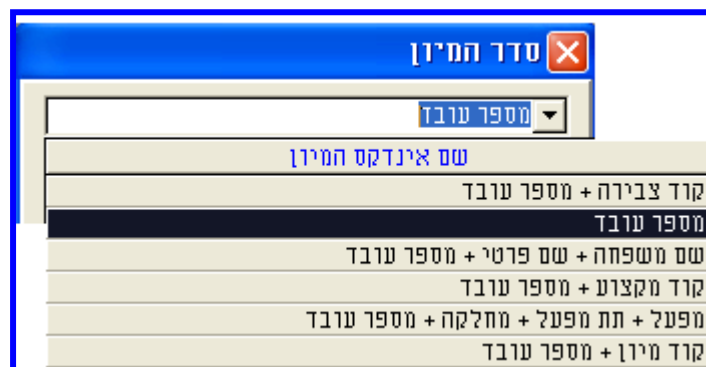 סדר המיון
מספר עובד
שם אינדקס המיון
קוד צבירה + מספר עובד
מספר עובד
שם משפחה + שם פרטי + מספר עובד
קוד מקצוע + מספר עובד
מפעל + תת מפעל + מחלקה + מספר עובד
קוד מיון + מספר עובד